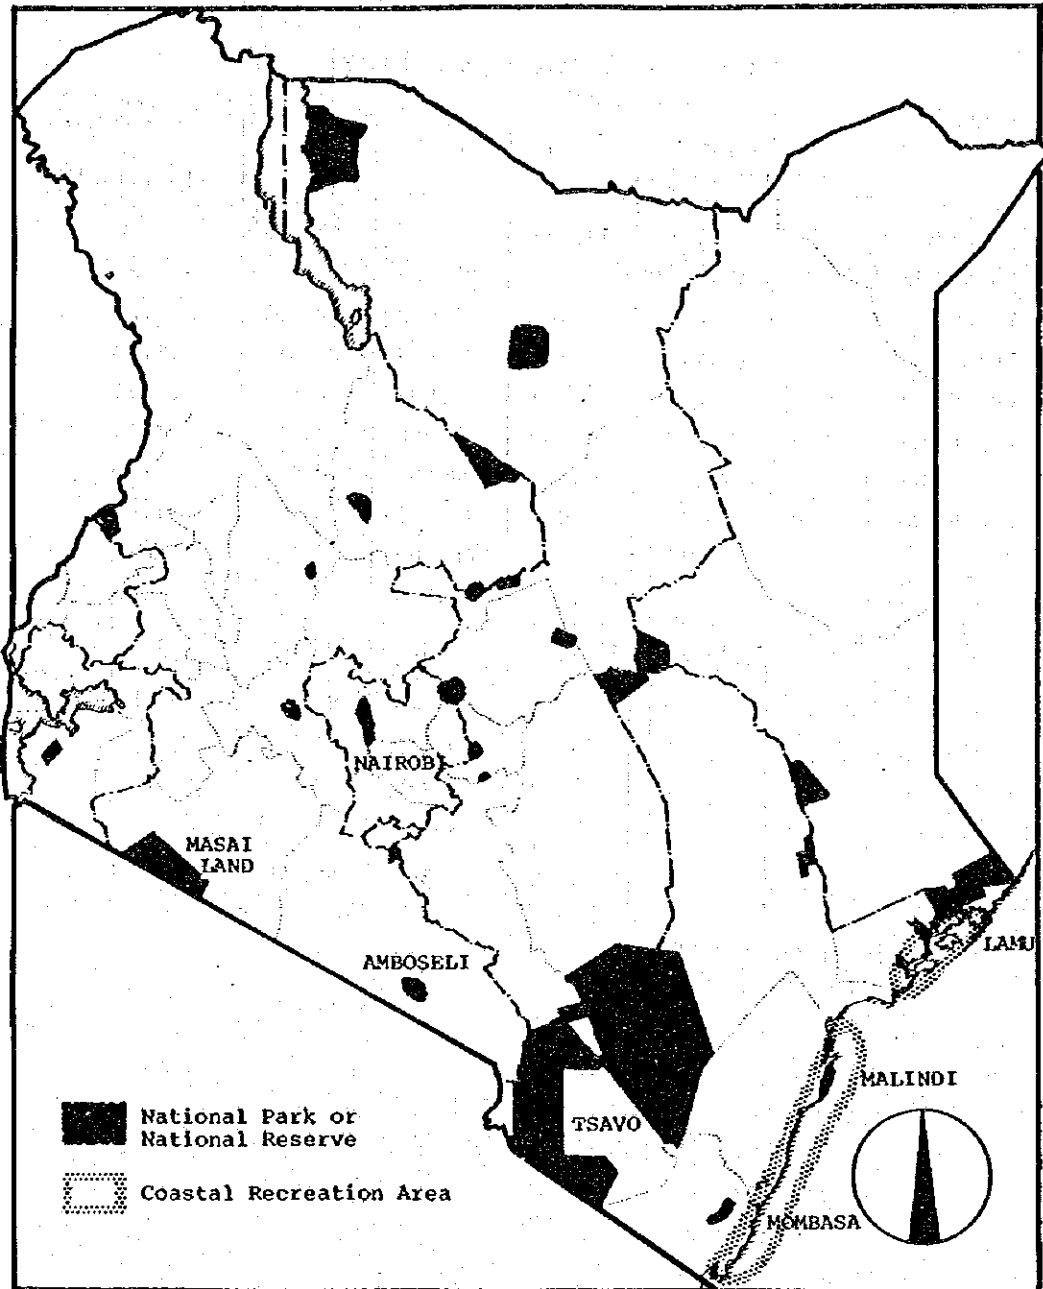 NAIROBI
MASAI
LAND
AMBOSELI
LAMU
MALINDI
TSAVO
MOMBASA
National Park or
National Reserve
Coastal Recreation Area